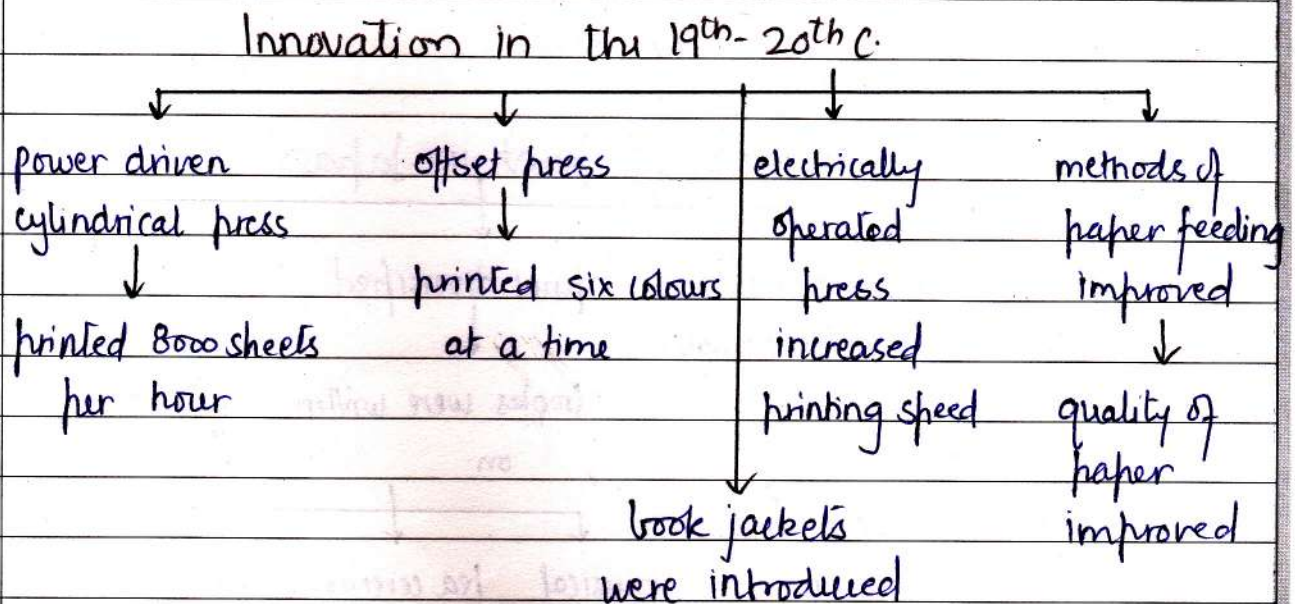 Innovation in the 19th-20th C.
power driven
cylindrical press
printed 8000 sheets
per hour
offset press
printed six colours
at a time
electrically
operated
press
increased
printing speed
methods of
paper feeding
improved
quality of
paper
improved
book jackets
were introduced